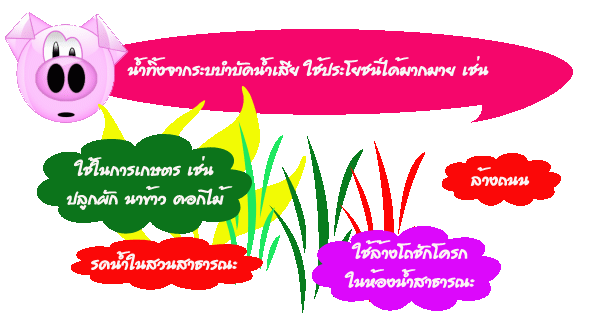 น้ำทิ้งจากระบบำบัดน้ำเสีย ใช้ประโยชน์ได้มากมาย เช่น
ใช้ในการเกษตร เช่น
ปลูกผัก นาข้าว ดอกไม้
ล้างถนน
รดน้ำในสวนสาธารณะ
ใช้ล้างโถชักโครก
ในห้องน้ำสาธารณะ